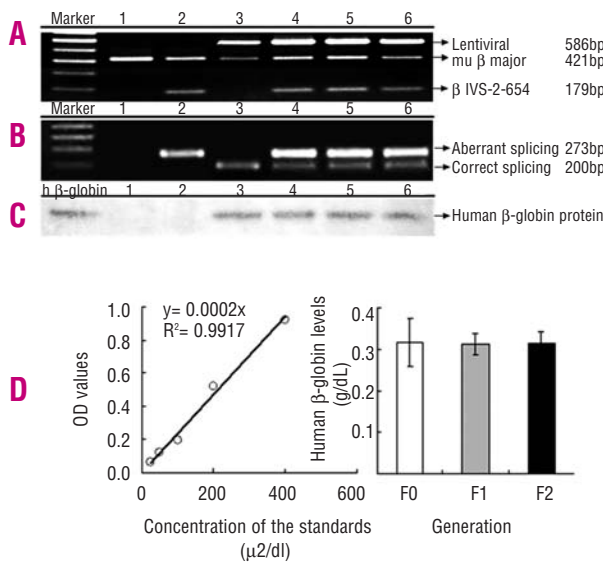 A
Marker 1 2 3 4 5 6
Lentiviral 586bp
mu β major 421bp
β IVS-2-654 179bp
B
Marker 1 2 3 4 5 6
Aberrant splicing 273bp
Correct splicing 200bp
C
h β-globin 1 2 3 4 5 6
Human β-globin protein
D
OD values
1.0
0.8
0.6
0.4
0.2
0.0
y= 0.0002x
R²= 0.9917
0 200 400 600
Concentration of the standards
(µ2/dl)
Human β-globin levels
(g/dL)
0.4
0.3
0.2
0.1
F0 F1 F2
Generation